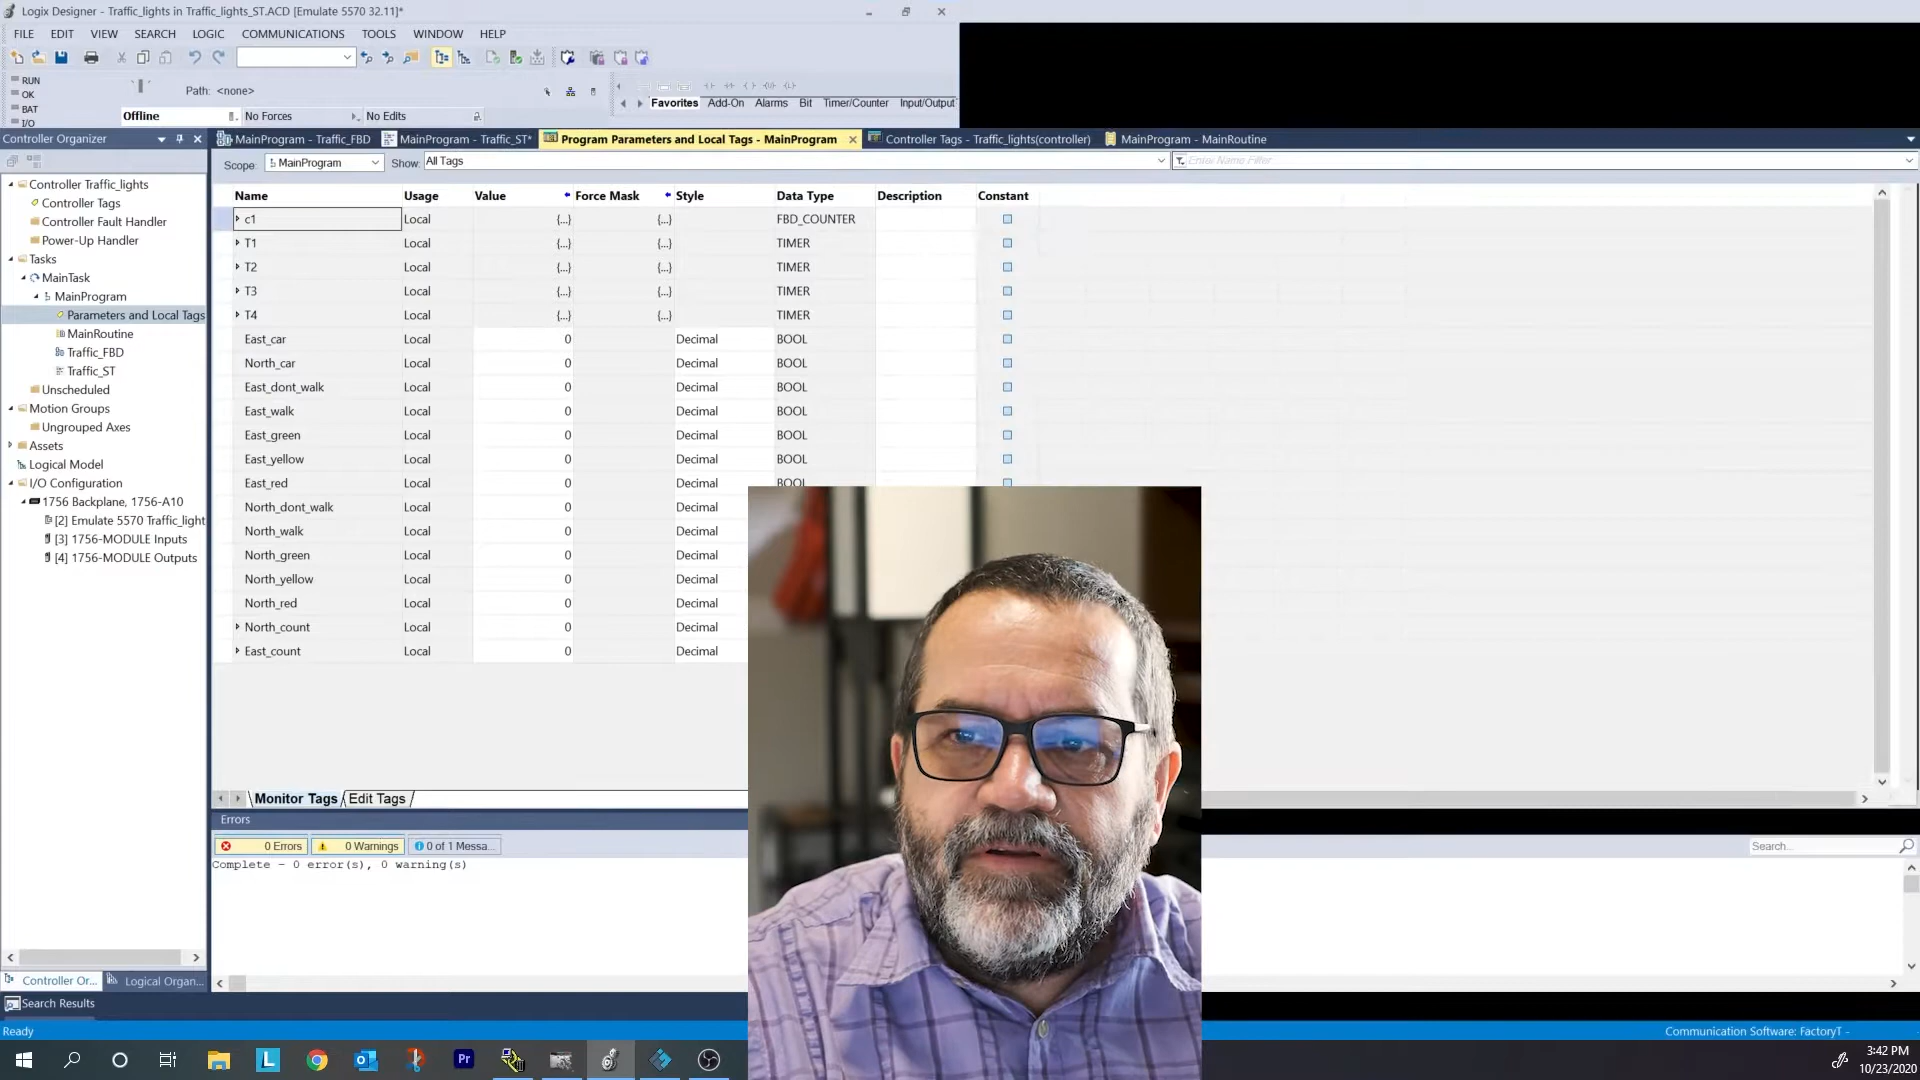 Logix Designer - Traffic_lights in Traffic_lights_ST.ACD [Emulate 5570 32.11]*
FILE EDIT VIEW SEARCH LOGIC COMMUNICATIONS TOOLS WINDOW HELP
RUN
OK
BAT
I/O
Path: <none>
Offline No Forces No Edits
Favorites Add-On Alarms Bit Timer/Counter Input/Output
Controller Organizer
MainProgram - Traffic_FBD MainProgram - Traffic_ST* Program Parameters and Local Tags - MainProgram Controller Tags - Traffic_lights(controller) MainProgram - MainRoutine
Scope: MainProgram Show: All Tags Enter Name Filter
Controller Traffic_lights
Controller Tags
Controller Fault Handler
Power-Up Handler
Tasks
MainTask
MainProgram
Parameters and Local Tags
MainRoutine
Traffic_FBD
Traffic_ST
Unscheduled
Motion Groups
Ungrouped Axes
Assets
Logical Model
I/O Configuration
1756 Backplane, 1756-A10
[2] Emulate 5570 Traffic_light
[3] 1756-MODULE Inputs
[4] 1756-MODULE Outputs
Name Usage Value Force Mask Style Data Type Description Constant
c1 Local {...} {...} FBD_COUNTER
T1 Local {...} {...} TIMER
T2 Local {...} {...} TIMER
T3 Local {...} {...} TIMER
T4 Local {...} {...} TIMER
East_car Local 0 Decimal BOOL
North_car Local 0 Decimal BOOL
East_dont_walk Local 0 Decimal BOOL
East_walk Local 0 Decimal BOOL
East_green Local 0 Decimal BOOL
East_yellow Local 0 Decimal BOOL
East_red Local 0 Decimal BOOL
North_dont_walk Local 0 Decimal
North_walk Local 0 Decimal
North_green Local 0 Decimal
North_yellow Local 0 Decimal
North_red Local 0 Decimal
North_count Local 0 Decimal
East_count Local 0 Decimal
Monitor Tags Edit Tags
Errors
0 Errors 0 Warnings 0 of 1 Messa... Search...
Complete - 0 error(s), 0 warning(s)
Controller Or... Logical Organ...
Search Results
Ready Communication Software: FactoryT -
L Pr
3:42 PM
10/23/2020